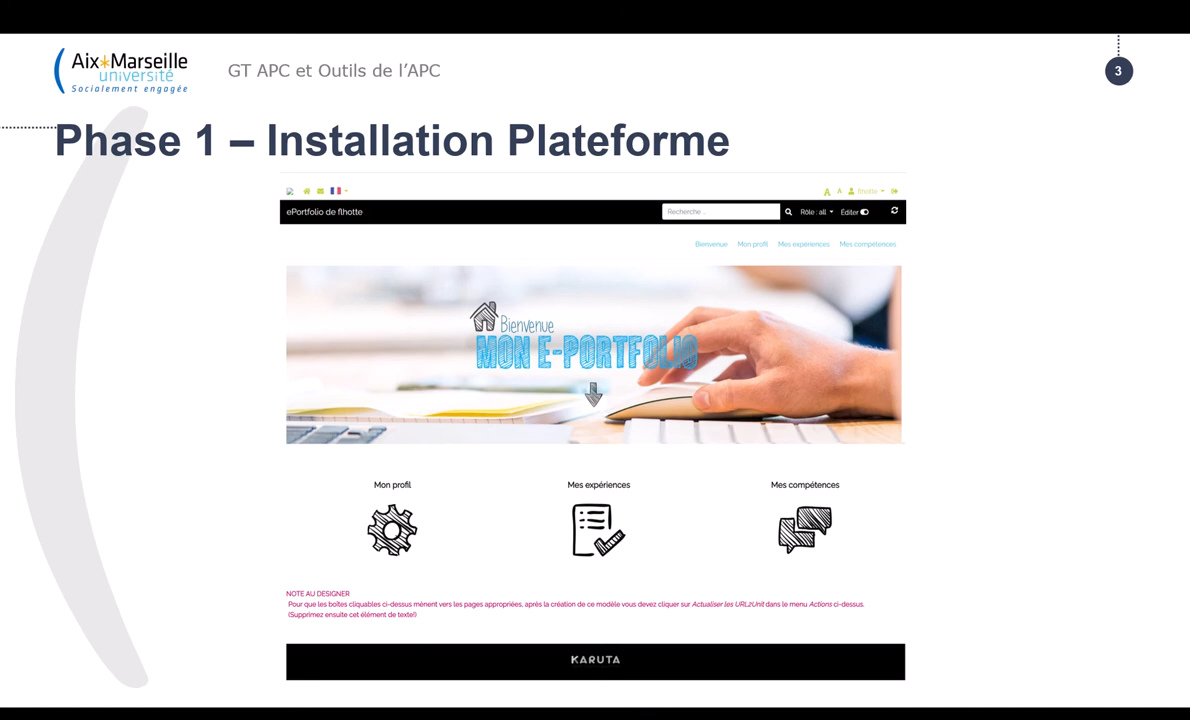 Aix✳Marseille
université
Socialement engagée
GT APC et Outils de l'APC
3
Phase 1 – Installation Plateforme
A A flhotte
ePortfolio de flhotte
Recherche ...
Rôle : all
Éditer
Bienvenue Mon profil Mes expériences Mes compétences
Bienvenue
MON E-PORTFOLIO
Mon profil Mes expériences Mes compétences
NOTE AU DESIGNER
Pour que les boîtes cliquables ci-dessus mènent vers les pages appropriées, après la création de ce modèle vous devez cliquer sur Actualiser les URL2Unit dans le menu Actions ci-dessus.
(Supprimez ensuite cet élément de texte!)
KARUTA